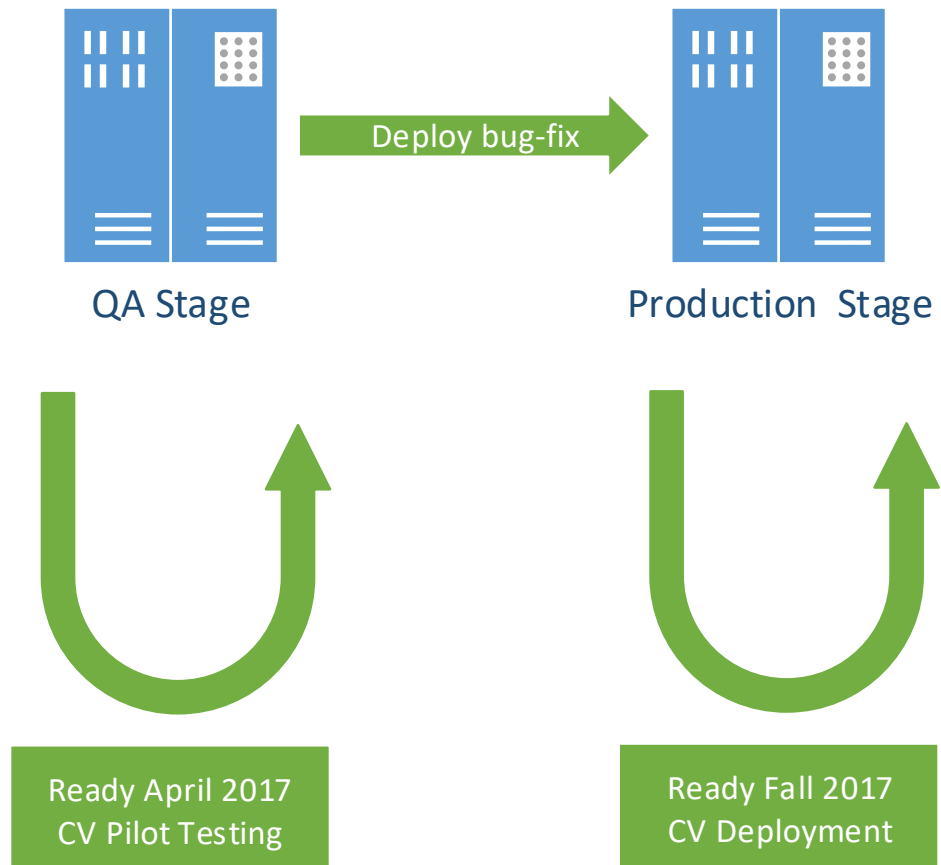 Deploy bug-fix
QA Stage
Production Stage
Ready April 2017
CV Pilot Testing
Ready Fall 2017
CV Deployment